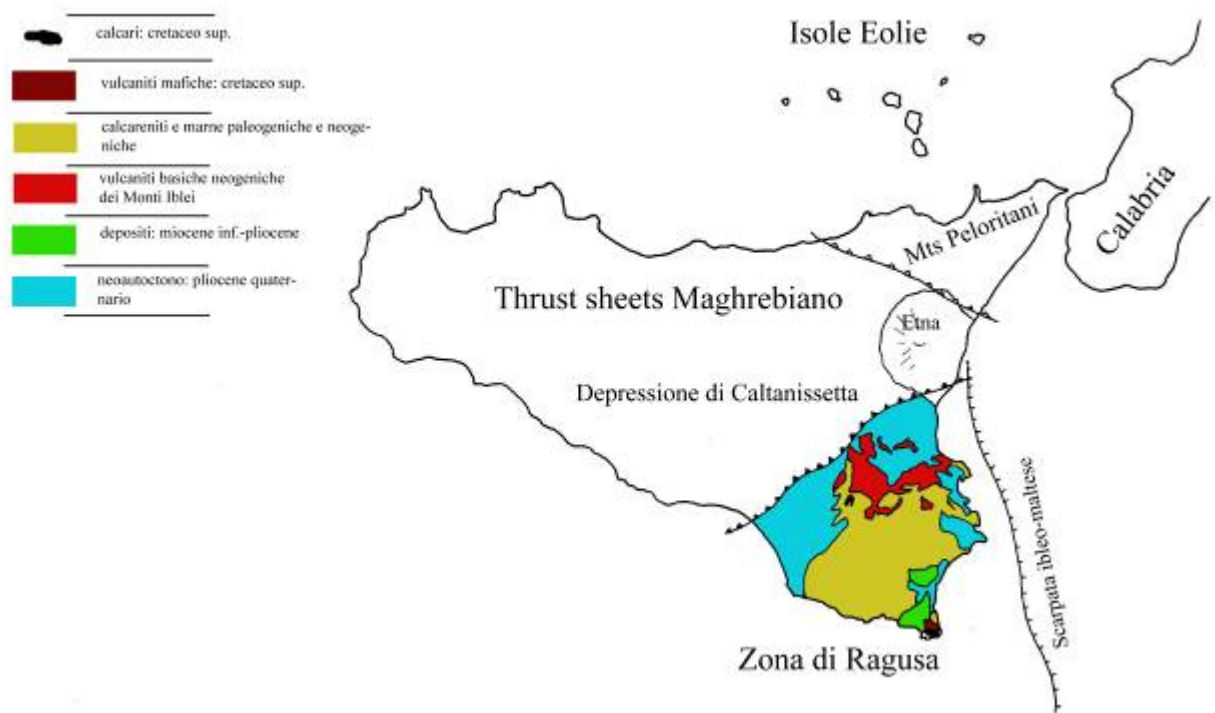 calcari: cretaceo sup.
vulcaniti mafiche: cretaceo sup.
calcareniti e marne paleogeniche e neoge-
niche
vulcaniti basiche neogeniche
dei Monti Iblei
depositi: miocene inf.-pliocene
neoautoctono: pliocene quater-
nario
Isole Eolie
Calabria
Mts Peloritani
Thrust sheets Maghrebiano
Etna
Depressione di Caltanissetta
Scarpata ibleo-maltese
Zona di Ragusa